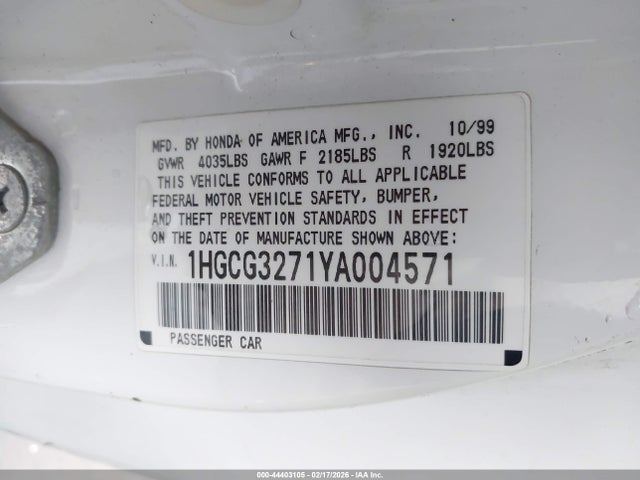 MFD. BY HONDA OF AMERICA MFG., INC. 10/99
GVWR 4035LBS GAWR F 2185LBS R 1920LBS
THIS VEHICLE CONFORMS TO ALL APPLICABLE
FEDERAL MOTOR VEHICLE SAFETY, BUMPER,
AND THEFT PREVENTION STANDARDS IN EFFECT
ON THE DATE OF MANUFACTURE SHOWN ABOVE:
V.I.N. 1HGCG3271YA004571
PASSENGER CAR
000-44403105 - 02/17/2026 - IAAI Inc.